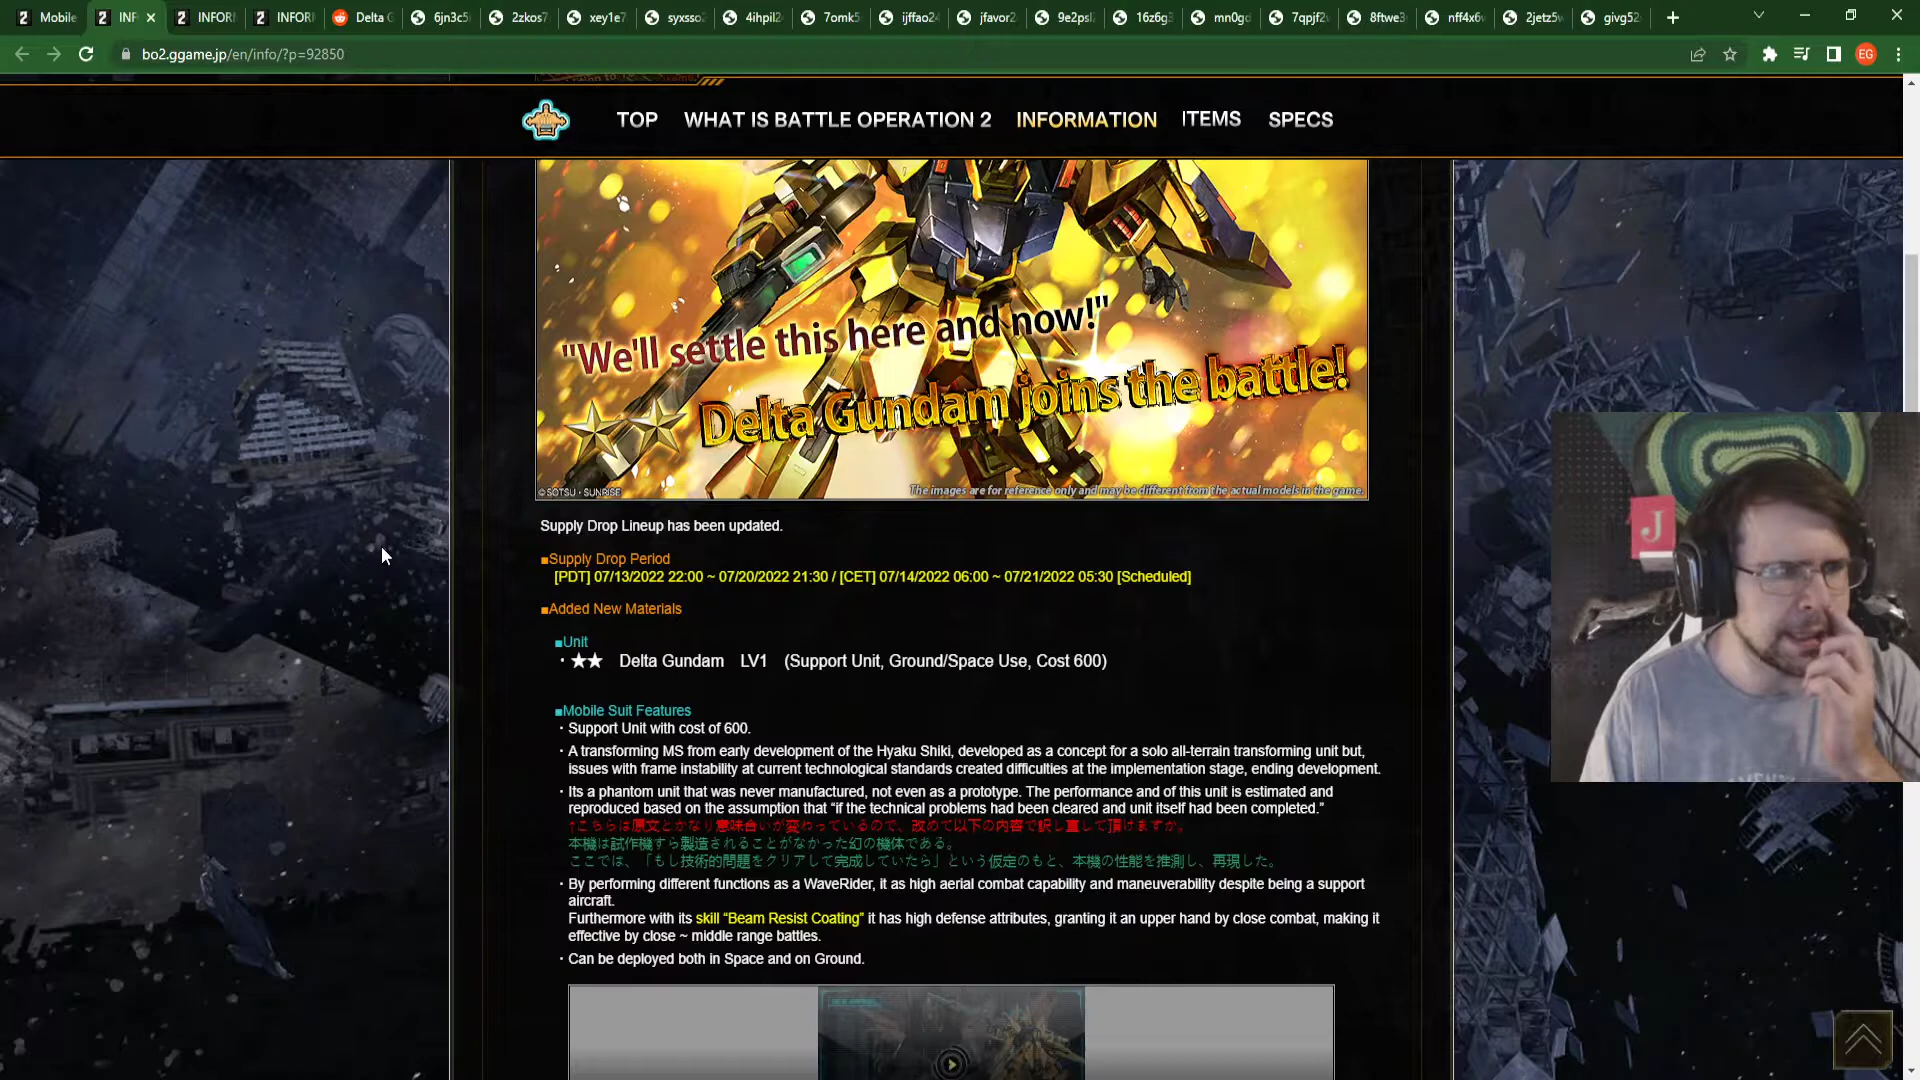 Mobile
INF
INFORI
INFORI
Delta G
6jn3c5
2zkos7
xey1e7
syxsso
4ihpil2
7omk5
ijffao24
jfavor2
9e2psl
16z6g3
mn0gd
7qpjf2
8ftwe3
nff4x6
2jetz5
givg52
bo2.ggame.jp/en/info/?p=92850
EG
TOP WHAT IS BATTLE OPERATION 2 INFORMATION ITEMS SPECS
"We'll settle this here and now!"
★★ Delta Gundam joins the battle!
©SOTSU・SUNRISE
The images are for reference only and may be different from the actual models in the game.
J
Supply Drop Lineup has been updated.
■Supply Drop Period
[PDT] 07/13/2022 22:00 ~ 07/20/2022 21:30 / [CET] 07/14/2022 06:00 ~ 07/21/2022 05:30 [Scheduled]
■Added New Materials
■Unit
・★★ Delta Gundam LV1 (Support Unit, Ground/Space Use, Cost 600)
■Mobile Suit Features
・Support Unit with cost of 600.
・A transforming MS from early development of the Hyaku Shiki, developed as a concept for a solo all-terrain transforming unit but,
issues with frame instability at current technological standards created difficulties at the implementation stage, ending development.
・Its a phantom unit that was never manufactured, not even as a prototype. The performance and of this unit is estimated and
reproduced based on the assumption that “if the technical problems had been cleared and unit itself had been completed.”
↑こちらは原文とかなり意味合いが変わっているので、改めて以下の内容で訳し直して頂けますか。
本機は試作機すら製造されることがなかった幻の機体である。
ここでは、「もし技術的問題をクリアして完成していたら」という仮定のもと、本機の性能を推測し、再現した。
・By performing different functions as a WaveRider, it as high aerial combat capability and maneuverability despite being a support
aircraft.
Furthermore with its skill “Beam Resist Coating” it has high defense attributes, granting it an upper hand by close combat, making it
effective by close ~ middle range battles.
・Can be deployed both in Space and on Ground.